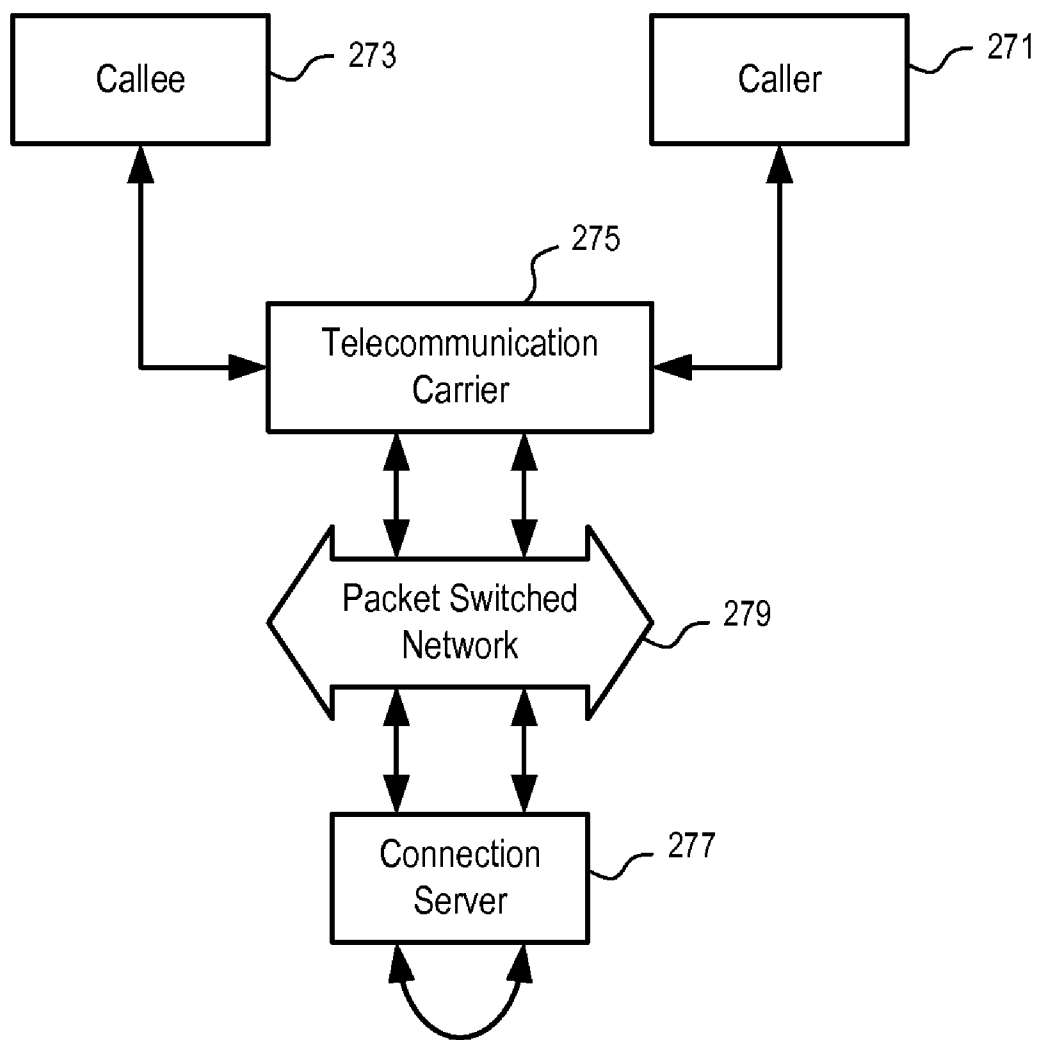 Callee
273
Caller
271
275
Telecommunication
Carrier
Packet Switched
Network
279
Connection
Server
277